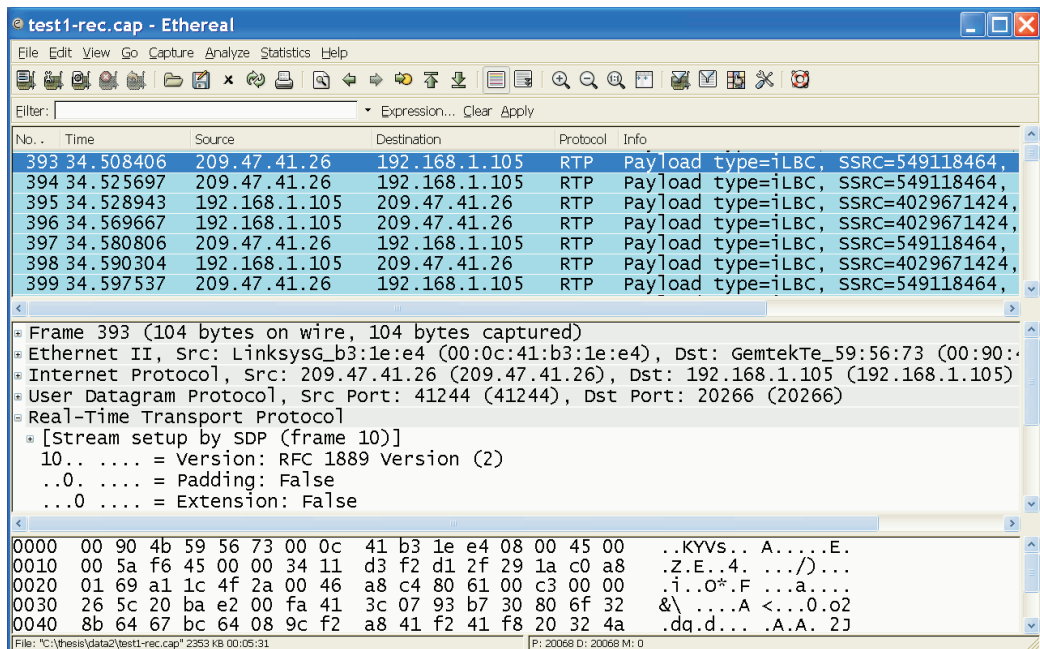 test1-rec.cap - Ethereal
File Edit View Go Capture Analyze Statistics Help
Filter: Expression... Clear Apply
No. . Time Source Destination Protocol Info
393 34.508406 209.47.41.26 192.168.1.105 RTP Payload type=iLBC, SSRC=549118464,
394 34.525697 209.47.41.26 192.168.1.105 RTP Payload type=iLBC, SSRC=549118464,
395 34.528943 192.168.1.105 209.47.41.26 RTP Payload type=iLBC, SSRC=4029671424,
396 34.569667 192.168.1.105 209.47.41.26 RTP Payload type=iLBC, SSRC=4029671424,
397 34.580806 209.47.41.26 192.168.1.105 RTP Payload type=iLBC, SSRC=549118464,
398 34.590304 192.168.1.105 209.47.41.26 RTP Payload type=iLBC, SSRC=4029671424,
399 34.597537 209.47.41.26 192.168.1.105 RTP Payload type=iLBC, SSRC=549118464,
Frame 393 (104 bytes on wire, 104 bytes captured)
Ethernet II, Src: LinksysG_b3:1e:e4 (00:0c:41:b3:1e:e4), Dst: GemtekTe_59:56:73 (00:90:
Internet Protocol, Src: 209.47.41.26 (209.47.41.26), Dst: 192.168.1.105 (192.168.1.105)
User Datagram Protocol, Src Port: 41244 (41244), Dst Port: 20266 (20266)
Real-Time Transport Protocol
[Stream setup by SDP (frame 10)]
10.. .... = Version: RFC 1889 Version (2)
..0. .... = Padding: False
...0 .... = Extension: False
0000 00 90 4b 59 56 73 00 0c 41 b3 1e e4 08 00 45 00 ..KYVs.. A.....E.
0010 00 5a f6 45 00 00 34 11 d3 f2 d1 2f 29 1a c0 a8 .Z.E..4. .../)...
0020 01 69 a1 1c 4f 2a 00 46 a8 c4 80 61 00 c3 00 00 .i..O*.F ...a....
0030 26 5c 20 ba e2 00 fa 41 3c 07 93 b7 30 80 6f 32 &\ ....A <...0.o2
0040 8b 64 67 bc 64 08 9c f2 a8 41 f2 41 f8 20 32 4a .dg.d... .A.A. 2J
File: "C:\thesis\data2\test1-rec.cap" 2353 KB 00:05:31 P: 20068 D: 20068 M: 0